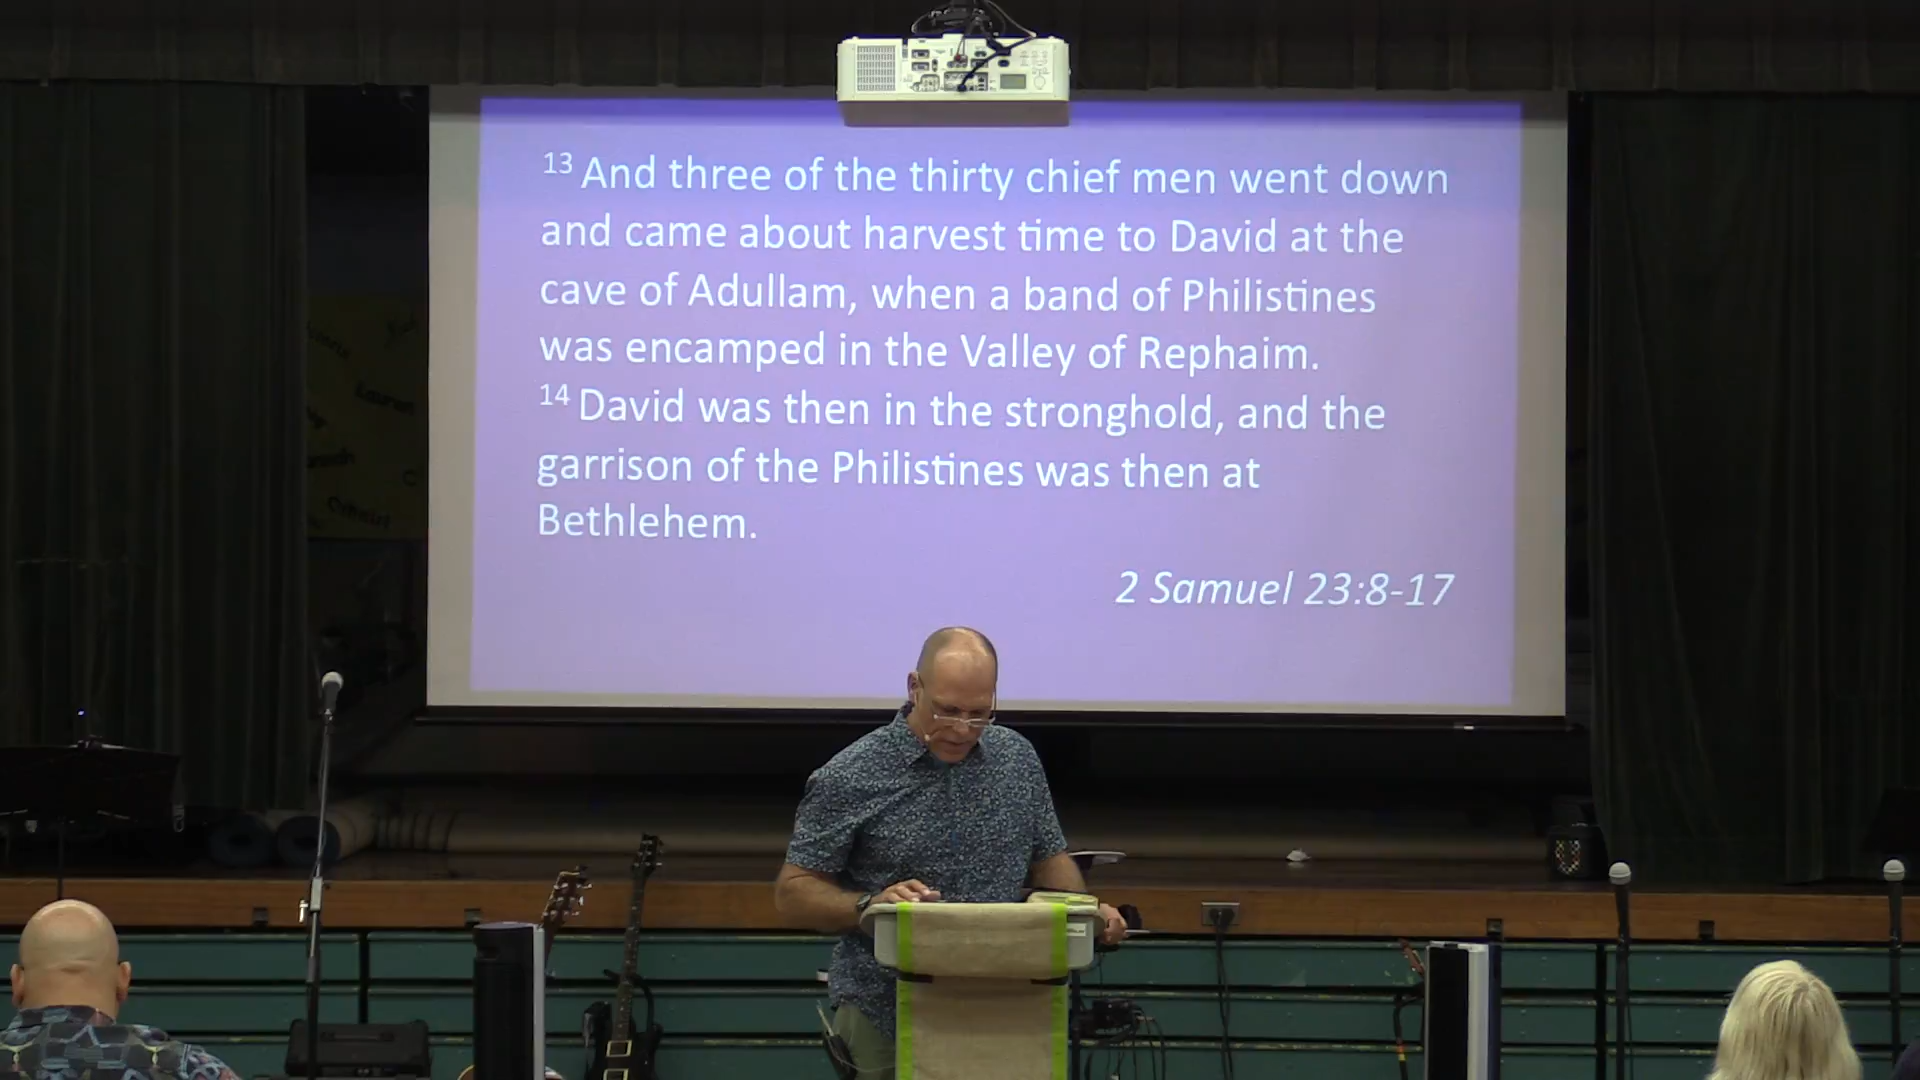 13 And three of the thirty chief men went down
and came about harvest time to David at the
cave of Adullam, when a band of Philistines
was encamped in the Valley of Rephaim.
14 David was then in the stronghold, and the
garrison of the Philistines was then at
Bethlehem.
2 Samuel 23:8-17
Lauren